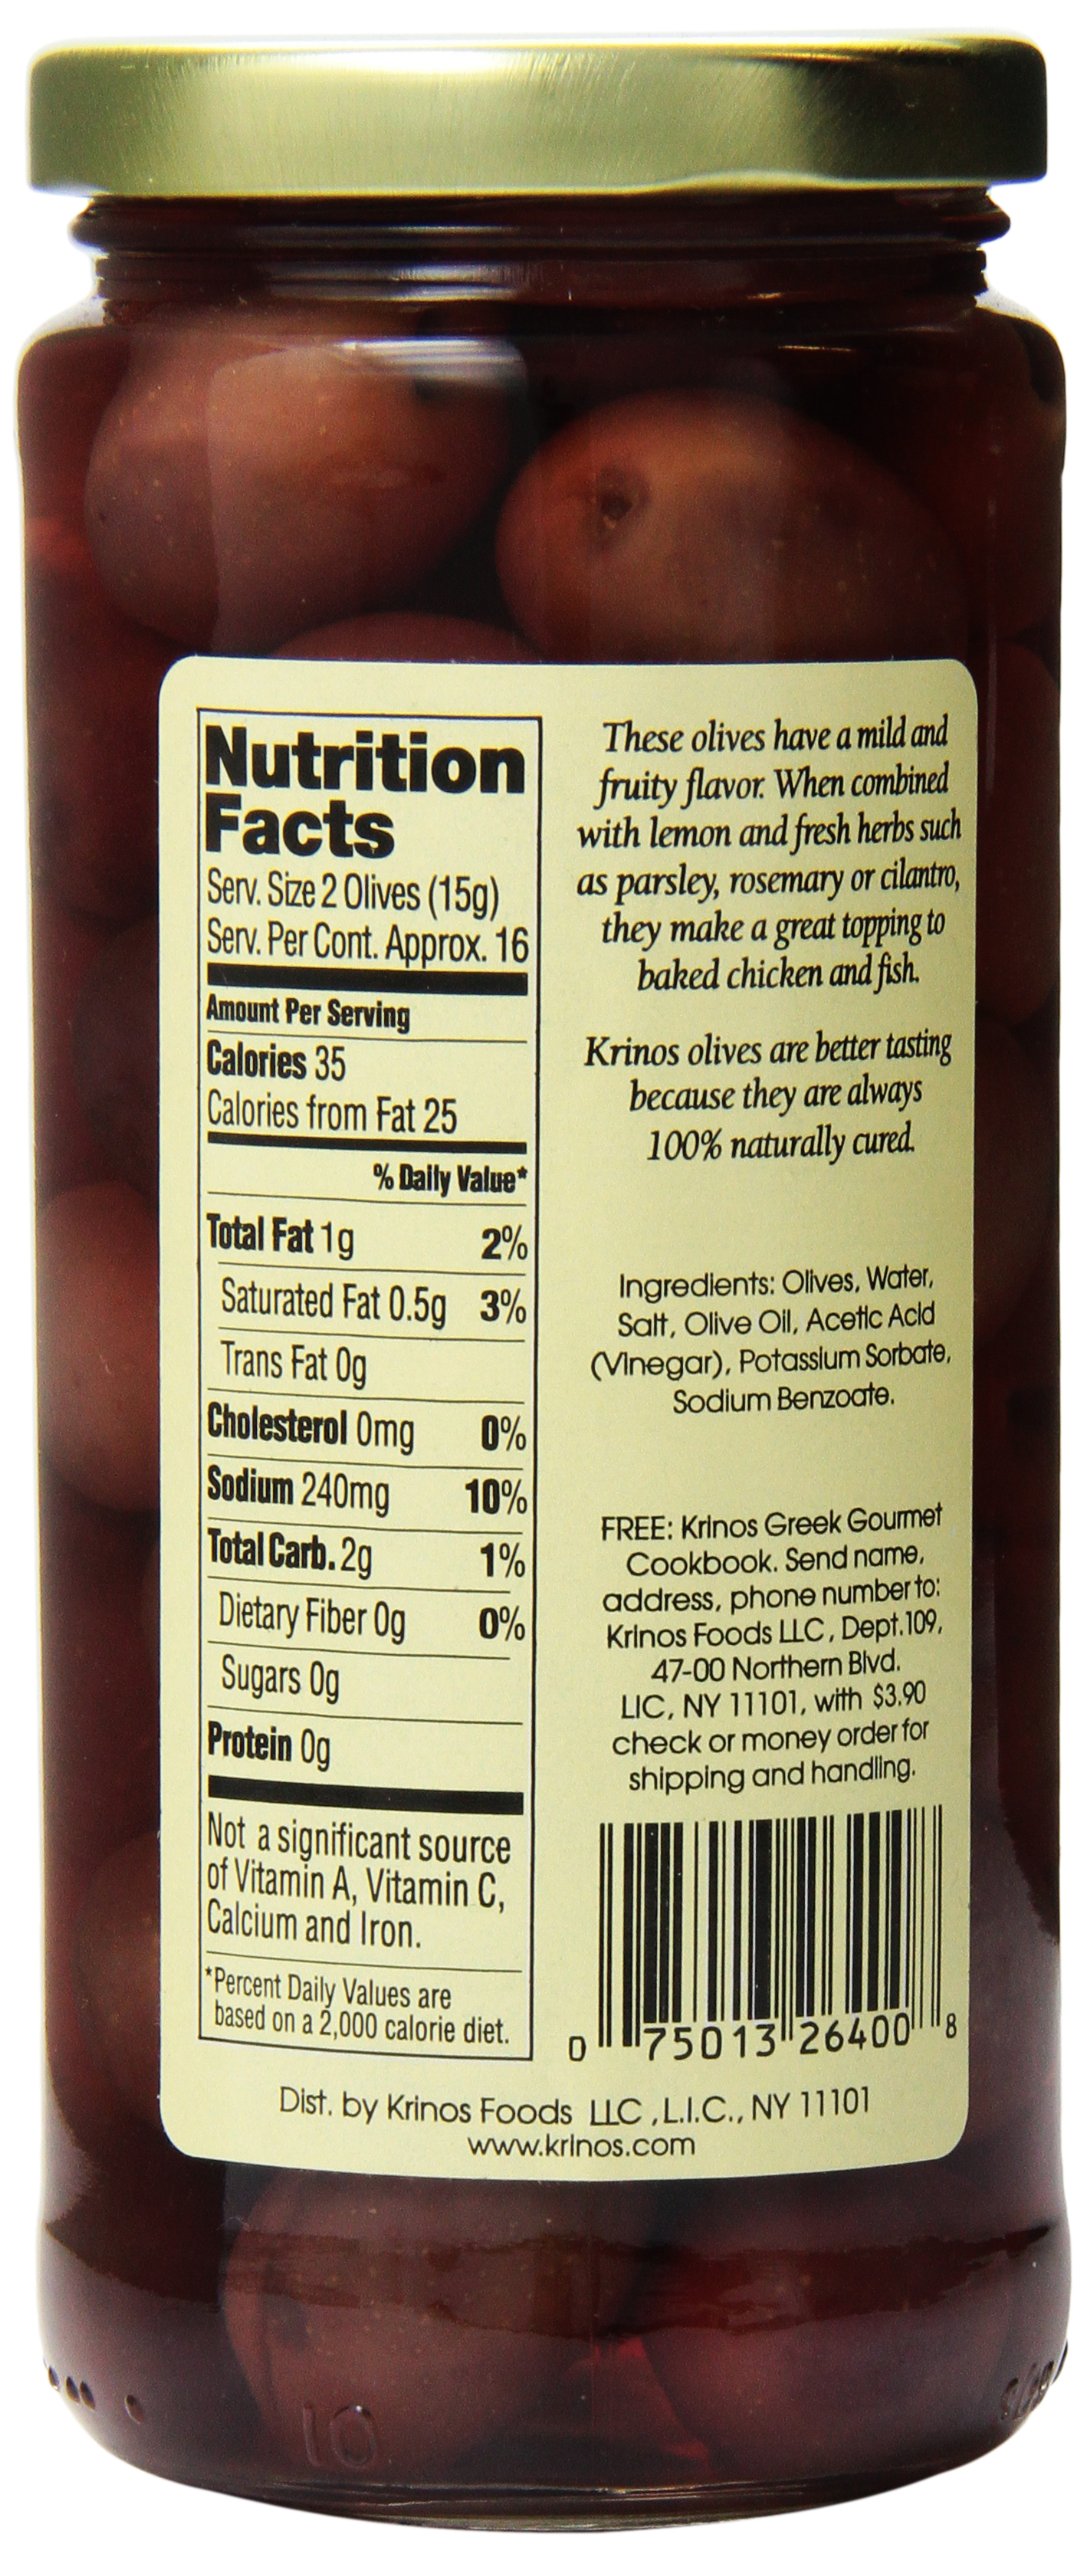 Nutrition
Facts
Serv. Size 2 Olives (15g)
Serv. Per Cont. Approx. 16
Amount Per Serving
Calories 35
Calories from Fat 25
% Daily Value*
Total Fat 1g 2%
Saturated Fat 0.5g 3%
Trans Fat 0g
Cholesterol 0mg 0%
Sodium 240mg 10%
Total Carb. 2g 1%
Dietary Fiber 0g 0%
Sugars 0g
Protein 0g
Not a significant source
of Vitamin A, Vitamin C,
Calcium and Iron.
*Percent Daily Values are
based on a 2,000 calorie diet.
These olives have a mild and
fruity flavor. When combined
with lemon and fresh herbs such
as parsley, rosemary or cilantro,
they make a great topping to
baked chicken and fish.
Krinos olives are better tasting
because they are always
100% naturally cured.
Ingredients: Olives, Water,
Salt, Olive Oil, Acetic Acid
(Vinegar), Potassium Sorbate,
Sodium Benzoate.
FREE: Krinos Greek Gourmet
Cookbook. Send name,
address, phone number to:
Krinos Foods LLC, Dept.109,
47-00 Northern Blvd.
LIC, NY 11101, with $3.90
check or money order for
shipping and handling.
0 75013 26400 8
Dist. by Krinos Foods LLC, L.I.C., NY 11101
www.krinos.com
10